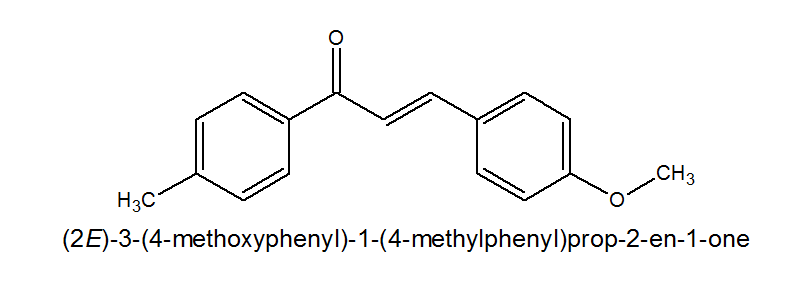 O
H₃C
O
CH₃
(2E)-3-(4-methoxyphenyl)-1-(4-methylphenyl)prop-2-en-1-one